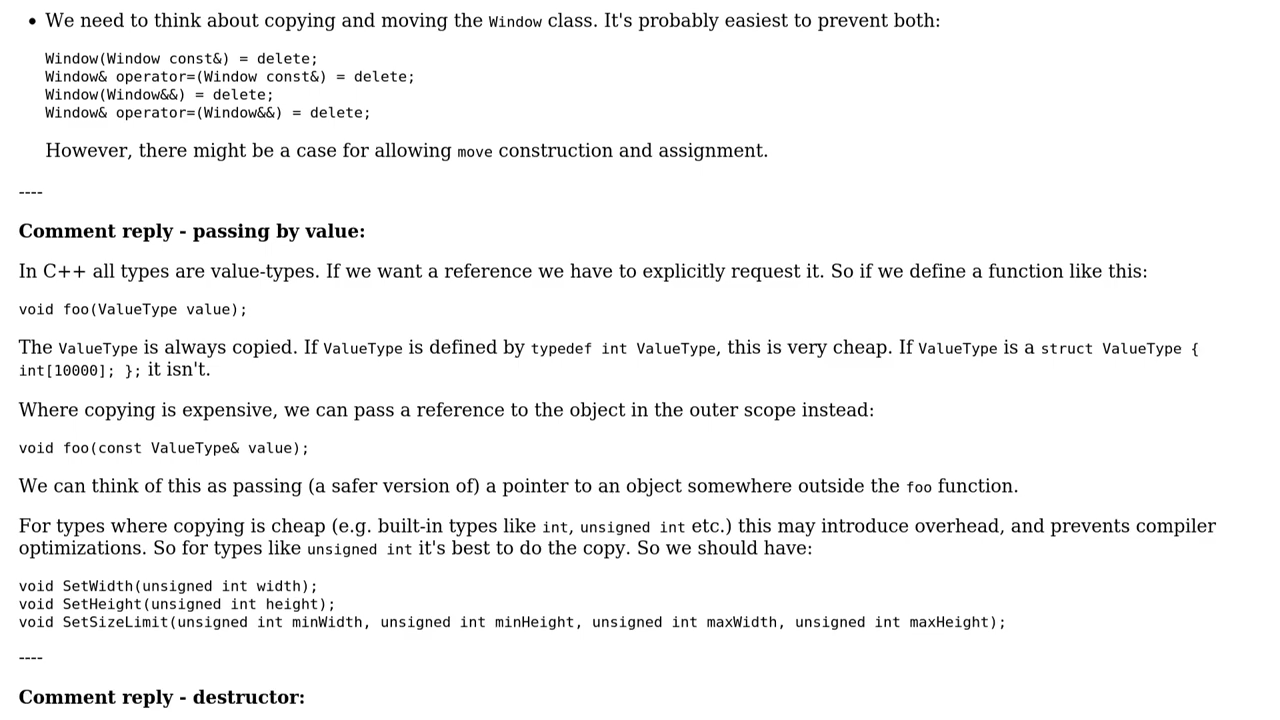 • We need to think about copying and moving the Window class. It's probably easiest to prevent both:
Window(Window const&) = delete;
Window& operator=(Window const&) = delete;
Window(Window&&) = delete;
Window& operator=(Window&&) = delete;
However, there might be a case for allowing move construction and assignment.
----
Comment reply - passing by value:
In C++ all types are value-types. If we want a reference we have to explicitly request it. So if we define a function like this:
void foo(ValueType value);
The ValueType is always copied. If ValueType is defined by typedef int ValueType, this is very cheap. If ValueType is a struct ValueType {
int[10000]; }; it isn't.
Where copying is expensive, we can pass a reference to the object in the outer scope instead:
void foo(const ValueType& value);
We can think of this as passing (a safer version of) a pointer to an object somewhere outside the foo function.
For types where copying is cheap (e.g. built-in types like int, unsigned int etc.) this may introduce overhead, and prevents compiler
optimizations. So for types like unsigned int it's best to do the copy. So we should have:
void SetWidth(unsigned int width);
void SetHeight(unsigned int height);
void SetSizeLimit(unsigned int minWidth, unsigned int minHeight, unsigned int maxWidth, unsigned int maxHeight);
----
Comment reply - destructor: